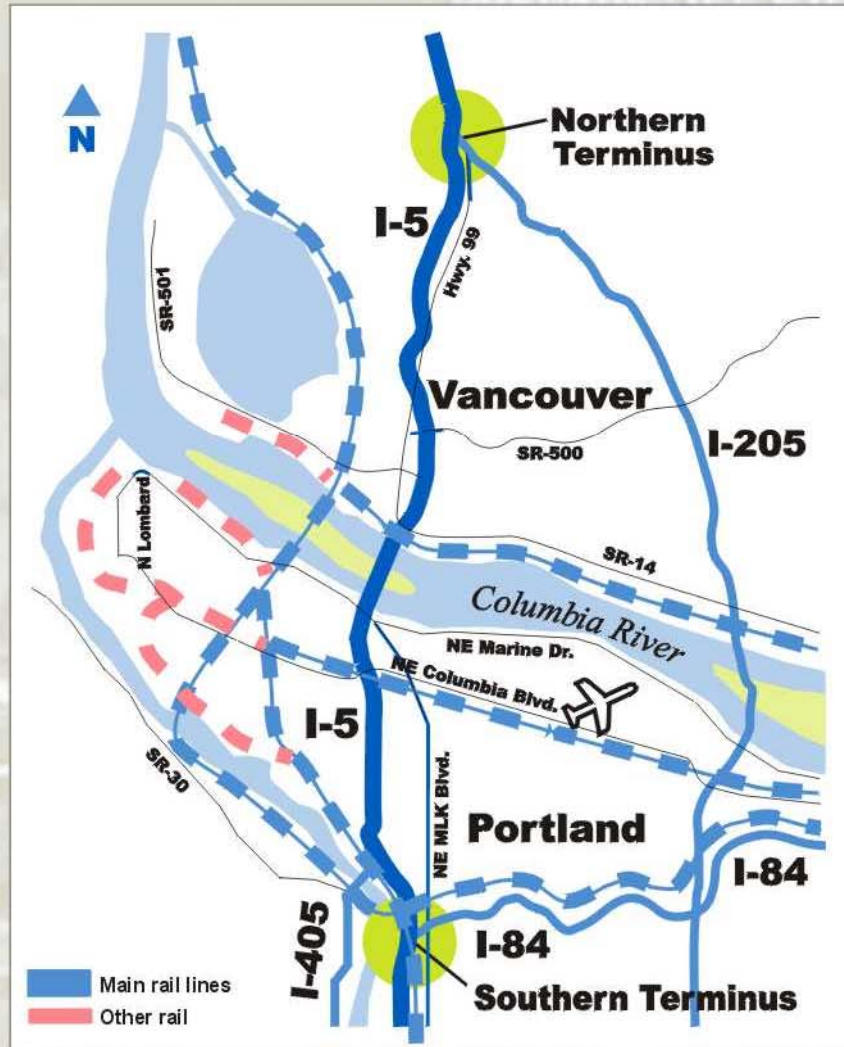 N
Northern
Terminus
I-5
Hwy. 99
SR-501
Vancouver
SR-500
I-205
N Lombard
SR-14
Columbia River
NE Marine Dr.
NE Columbia Blvd.
I-5
SR-30
NE MLK Blvd.
Portland
I-84
I-405
I-84
Southern Terminus
Main rail lines
Other rail